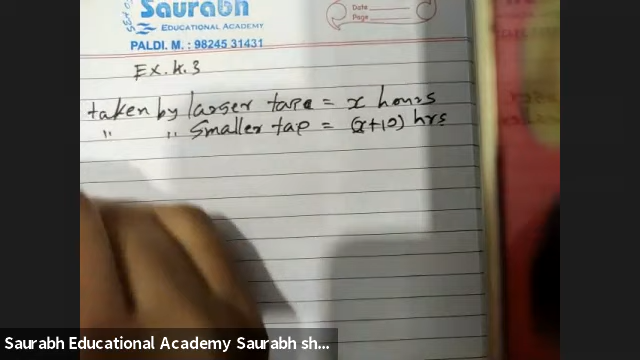 Saurabh
EDUCATIONAL ACADEMY
PALDI. M. : 98245 31431
Date
Page
Ex. 4.3
taken by larger tape = x hours
" " smaller tap = (x+10) hrs
Saurabh Educational Academy Saurabh sh...